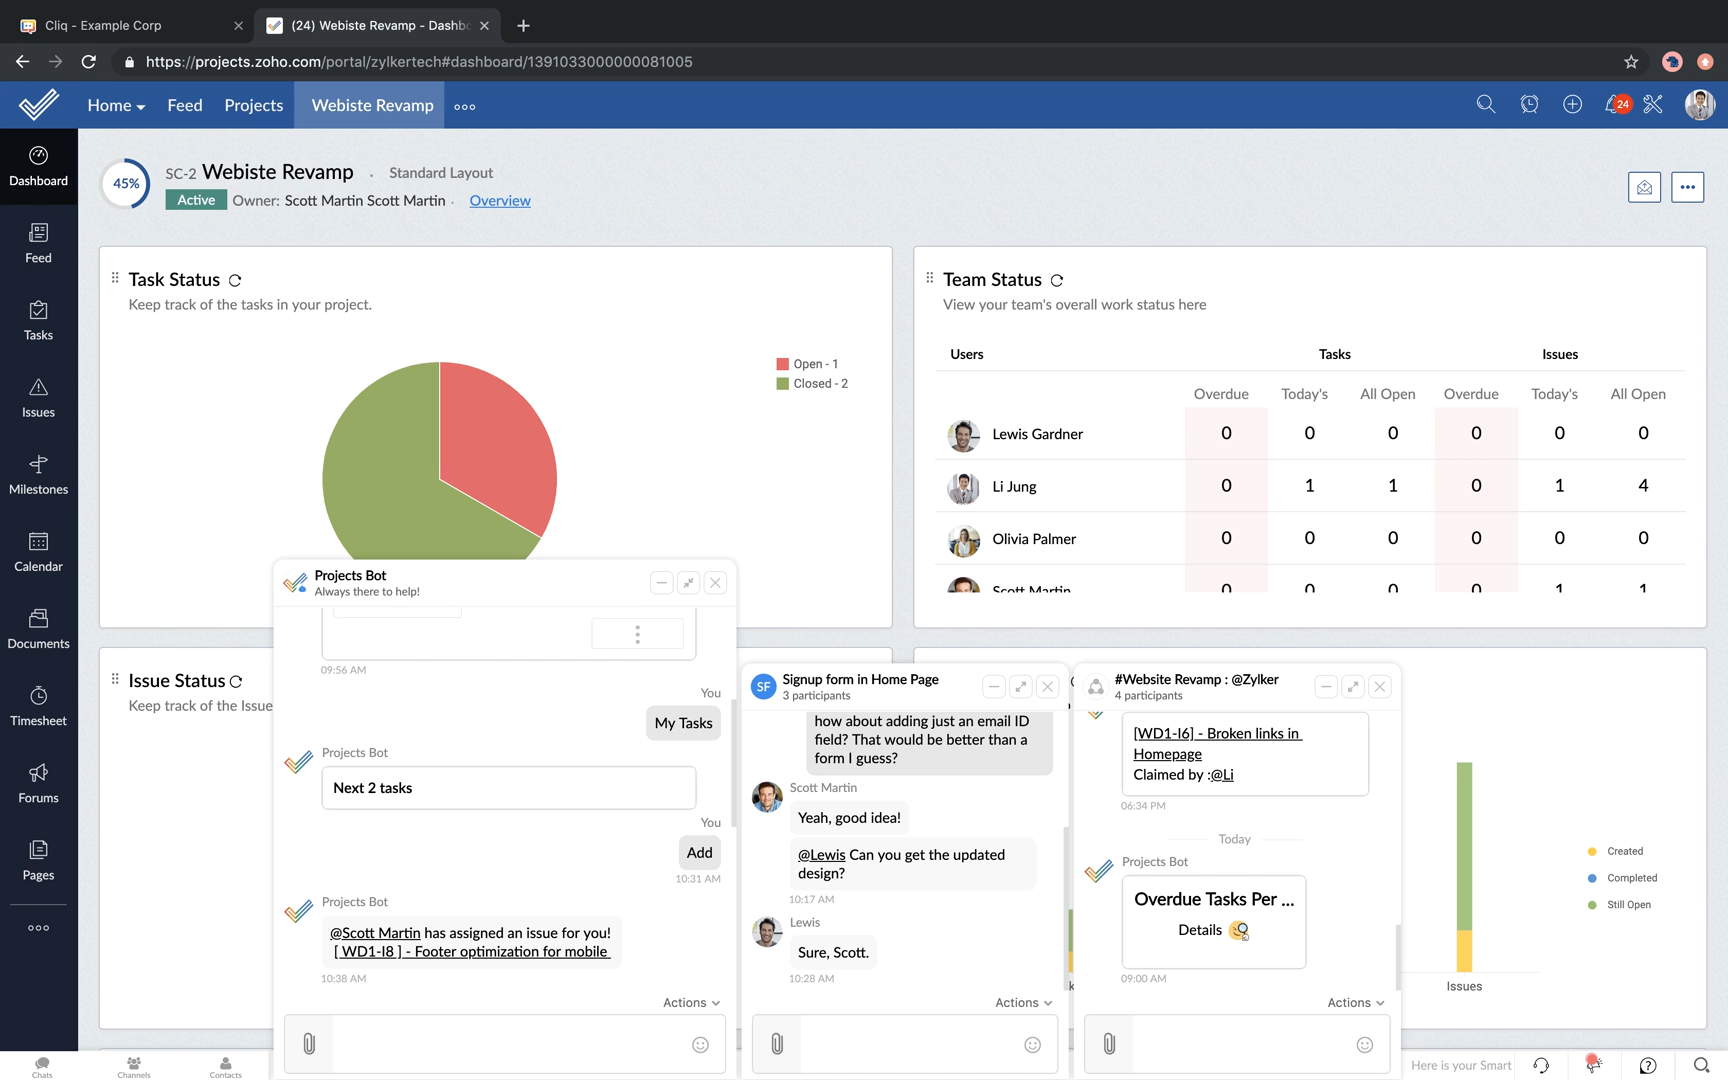 Cliq - Example Corp
(24) Webiste Revamp - Dashbo
https://projects.zoho.com/portal/zylkertech#dashboard/1391033000000081005
Home
Feed
Projects
Webiste Revamp
24
Dashboard
Feed
Tasks
Issues
Milestones
Calendar
Documents
Timesheet
Forums
Pages
45%
SC-2 Webiste Revamp · Standard Layout
Active Owner: Scott Martin Scott Martin · Overview
Task Status
Keep track of the tasks in your project.
Open - 1
Closed - 2
Team Status
View your team's overall work status here
Users Tasks Issues
Overdue Today's All Open Overdue Today's All Open
Lewis Gardner 0 0 0 0 0 0
Li Jung 0 1 1 0 1 4
Olivia Palmer 0 0 0 0 0 0
Scott Martin 0 0 0 0 1 1
Issue Status
Keep track of the Issue
Projects Bot
Always there to help!
09:56 AM
You
My Tasks
Projects Bot
Next 2 tasks
You
Add
10:31 AM
Projects Bot
@Scott Martin has assigned an issue for you!
[ WD1-I8 ] - Footer optimization for mobile
10:38 AM
Actions
SF
Signup form in Home Page
3 participants
how about adding just an email ID
field? That would be better than a
form I guess?
Scott Martin
Yeah, good idea!
@Lewis Can you get the updated
design?
10:17 AM
Lewis
Sure, Scott.
10:28 AM
Actions
#Website Revamp : @Zylker
4 participants
[WD1-I6] - Broken links in
Homepage
Claimed by :@Li
06:34 PM
Today
Projects Bot
Overdue Tasks Per ...
Details
09:00 AM
Actions
Created
Completed
Still Open
Issues
Chats
Channels
Contacts
Here is your Smart